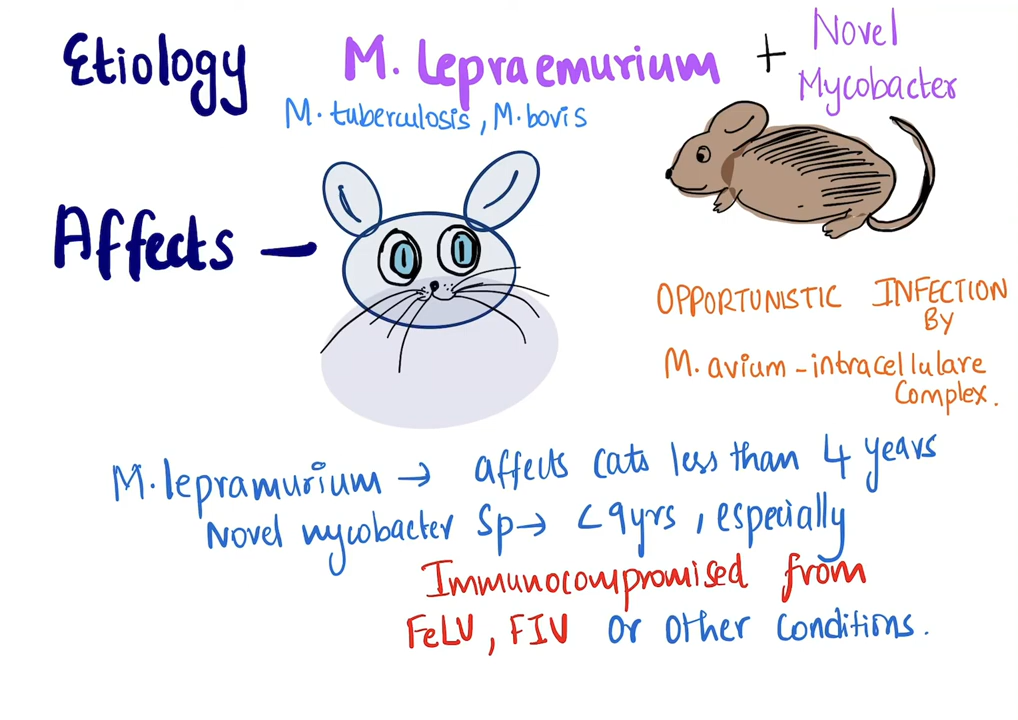 Etiology
M. Lepraemurium + Novel
Mycobacter
M. tuberculosis, M. bovis
Affects -
OPPORTUNISTIC INFECTION
BY
M. avium - intracellulare
Complex.
M. lepramurium → affects Cats less than 4 years
Novel mycobacter Sp → < 9yrs, especially
Immunocompromised from
FeLV, FIV or other Conditions.